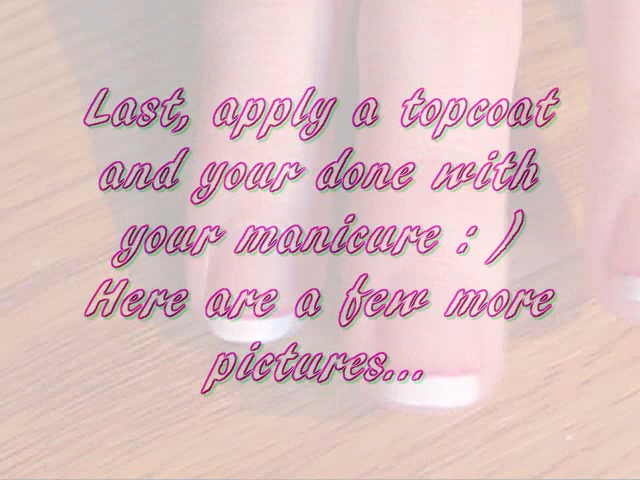 Last, apply a topcoat
and your done with
your manicure : )
Here are a few more
pictures...